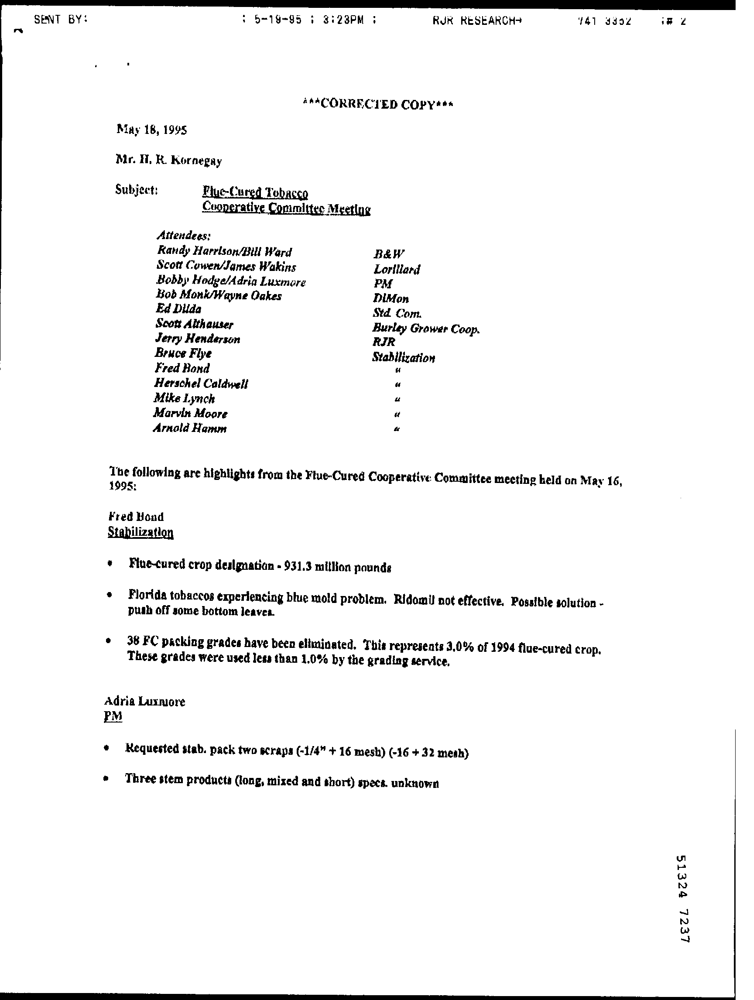 SENT BY: : 5-19-95 ; 3:23PM ; RJR RESEARCH→ 741 3352 ;# 2
***CORRECTED COPY***
May 18, 1995
Mr. H. R. Kornegay
Subject: Flue-Cured Tobacco
Cooperative Committee Meeting
Attendees:
Randy Harrison/Bill Ward B&W
Scott Cowen/James Wakins Lorillard
Bobby Hodge/Adria Luxmore PM
Bob Monk/Wayne Oakes DiMon
Ed Dilda Std. Com.
Scott Althauser Burley Grower Coop.
Jerry Henderson RJR
Bruce Flye Stabilization
Fred Bond "
Herschel Caldwell "
Mike Lynch "
Marvin Moore "
Arnold Hamm "
The following are highlights from the Flue-Cured Cooperative Committee meeting held on May 16,
1995:
Fred Bond
Stabilization
• Flue-cured crop designation - 931.3 million pounds
• Florida tobaccos experiencing blue mold problem. Ridomil not effective. Possible solution -
push off some bottom leaves.
• 38 FC packing grades have been eliminated. This represents 3.0% of 1994 flue-cured crop.
These grades were used less than 1.0% by the grading service.
Adria Luxmore
PM
• Requested stab. pack two scraps (-1/4" + 16 mesh) (-16 + 32 mesh)
• Three stem products (long, mixed and short) specs. unknown
51324 7237